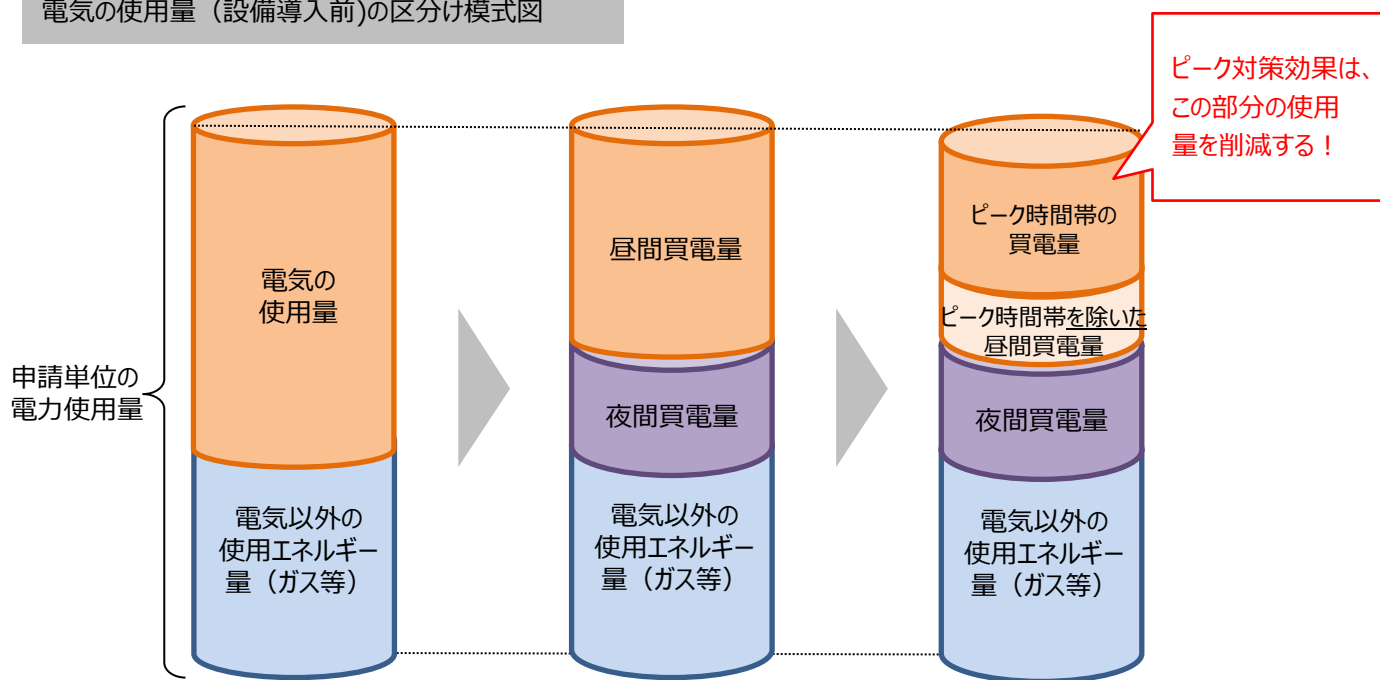 電気の使用量（設備導入前)の区分け模式図
ピーク対策効果は、
この部分の使用
量を削減する！
申請単位の
電力使用量
電気の
使用量
電気以外の
使用エネルギー
量（ガス等）
昼間買電量
夜間買電量
電気以外の
使用エネルギー
量（ガス等）
ピーク時間帯の
買電量
ピーク時間帯を除いた
昼間買電量
夜間買電量
電気以外の
使用エネルギー
量（ガス等）